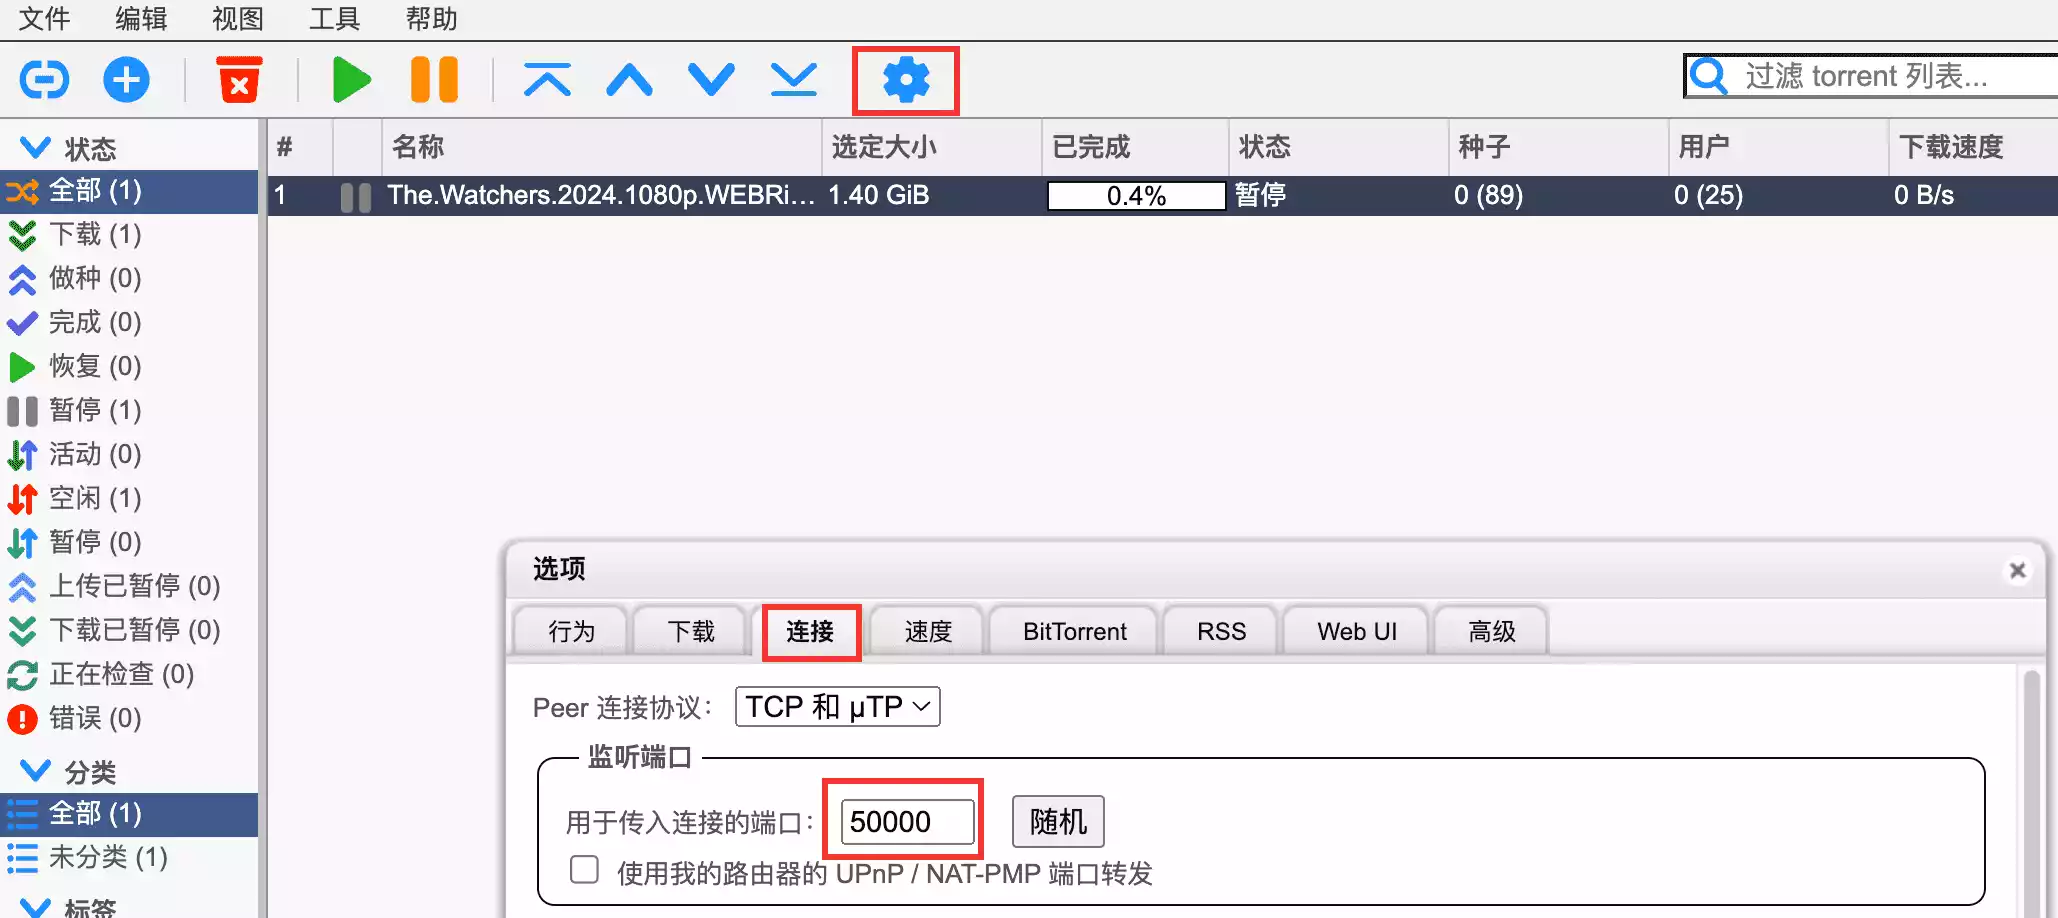 文件 编辑 视图 工具 帮助
过滤 torrent 列表...
状态
全部 (1)
下载 (1)
做种 (0)
完成 (0)
恢复 (0)
暂停 (1)
活动 (0)
空闲 (1)
暂停 (0)
上传已暂停 (0)
下载已暂停 (0)
正在检查 (0)
错误 (0)
分类
全部 (1)
未分类 (1)
标签
# 名称 选定大小 已完成 状态 种子 用户 下载速度
1 The.Watchers.2024.1080p.WEBRi... 1.40 GiB 0.4% 暂停 0 (89) 0 (25) 0 B/s
选项
行为 下载 连接 速度 BitTorrent RSS Web UI 高级
Peer 连接协议： TCP 和 μTP
监听端口
用于传入连接的端口： 50000 随机
使用我的路由器的 UPnP / NAT-PMP 端口转发